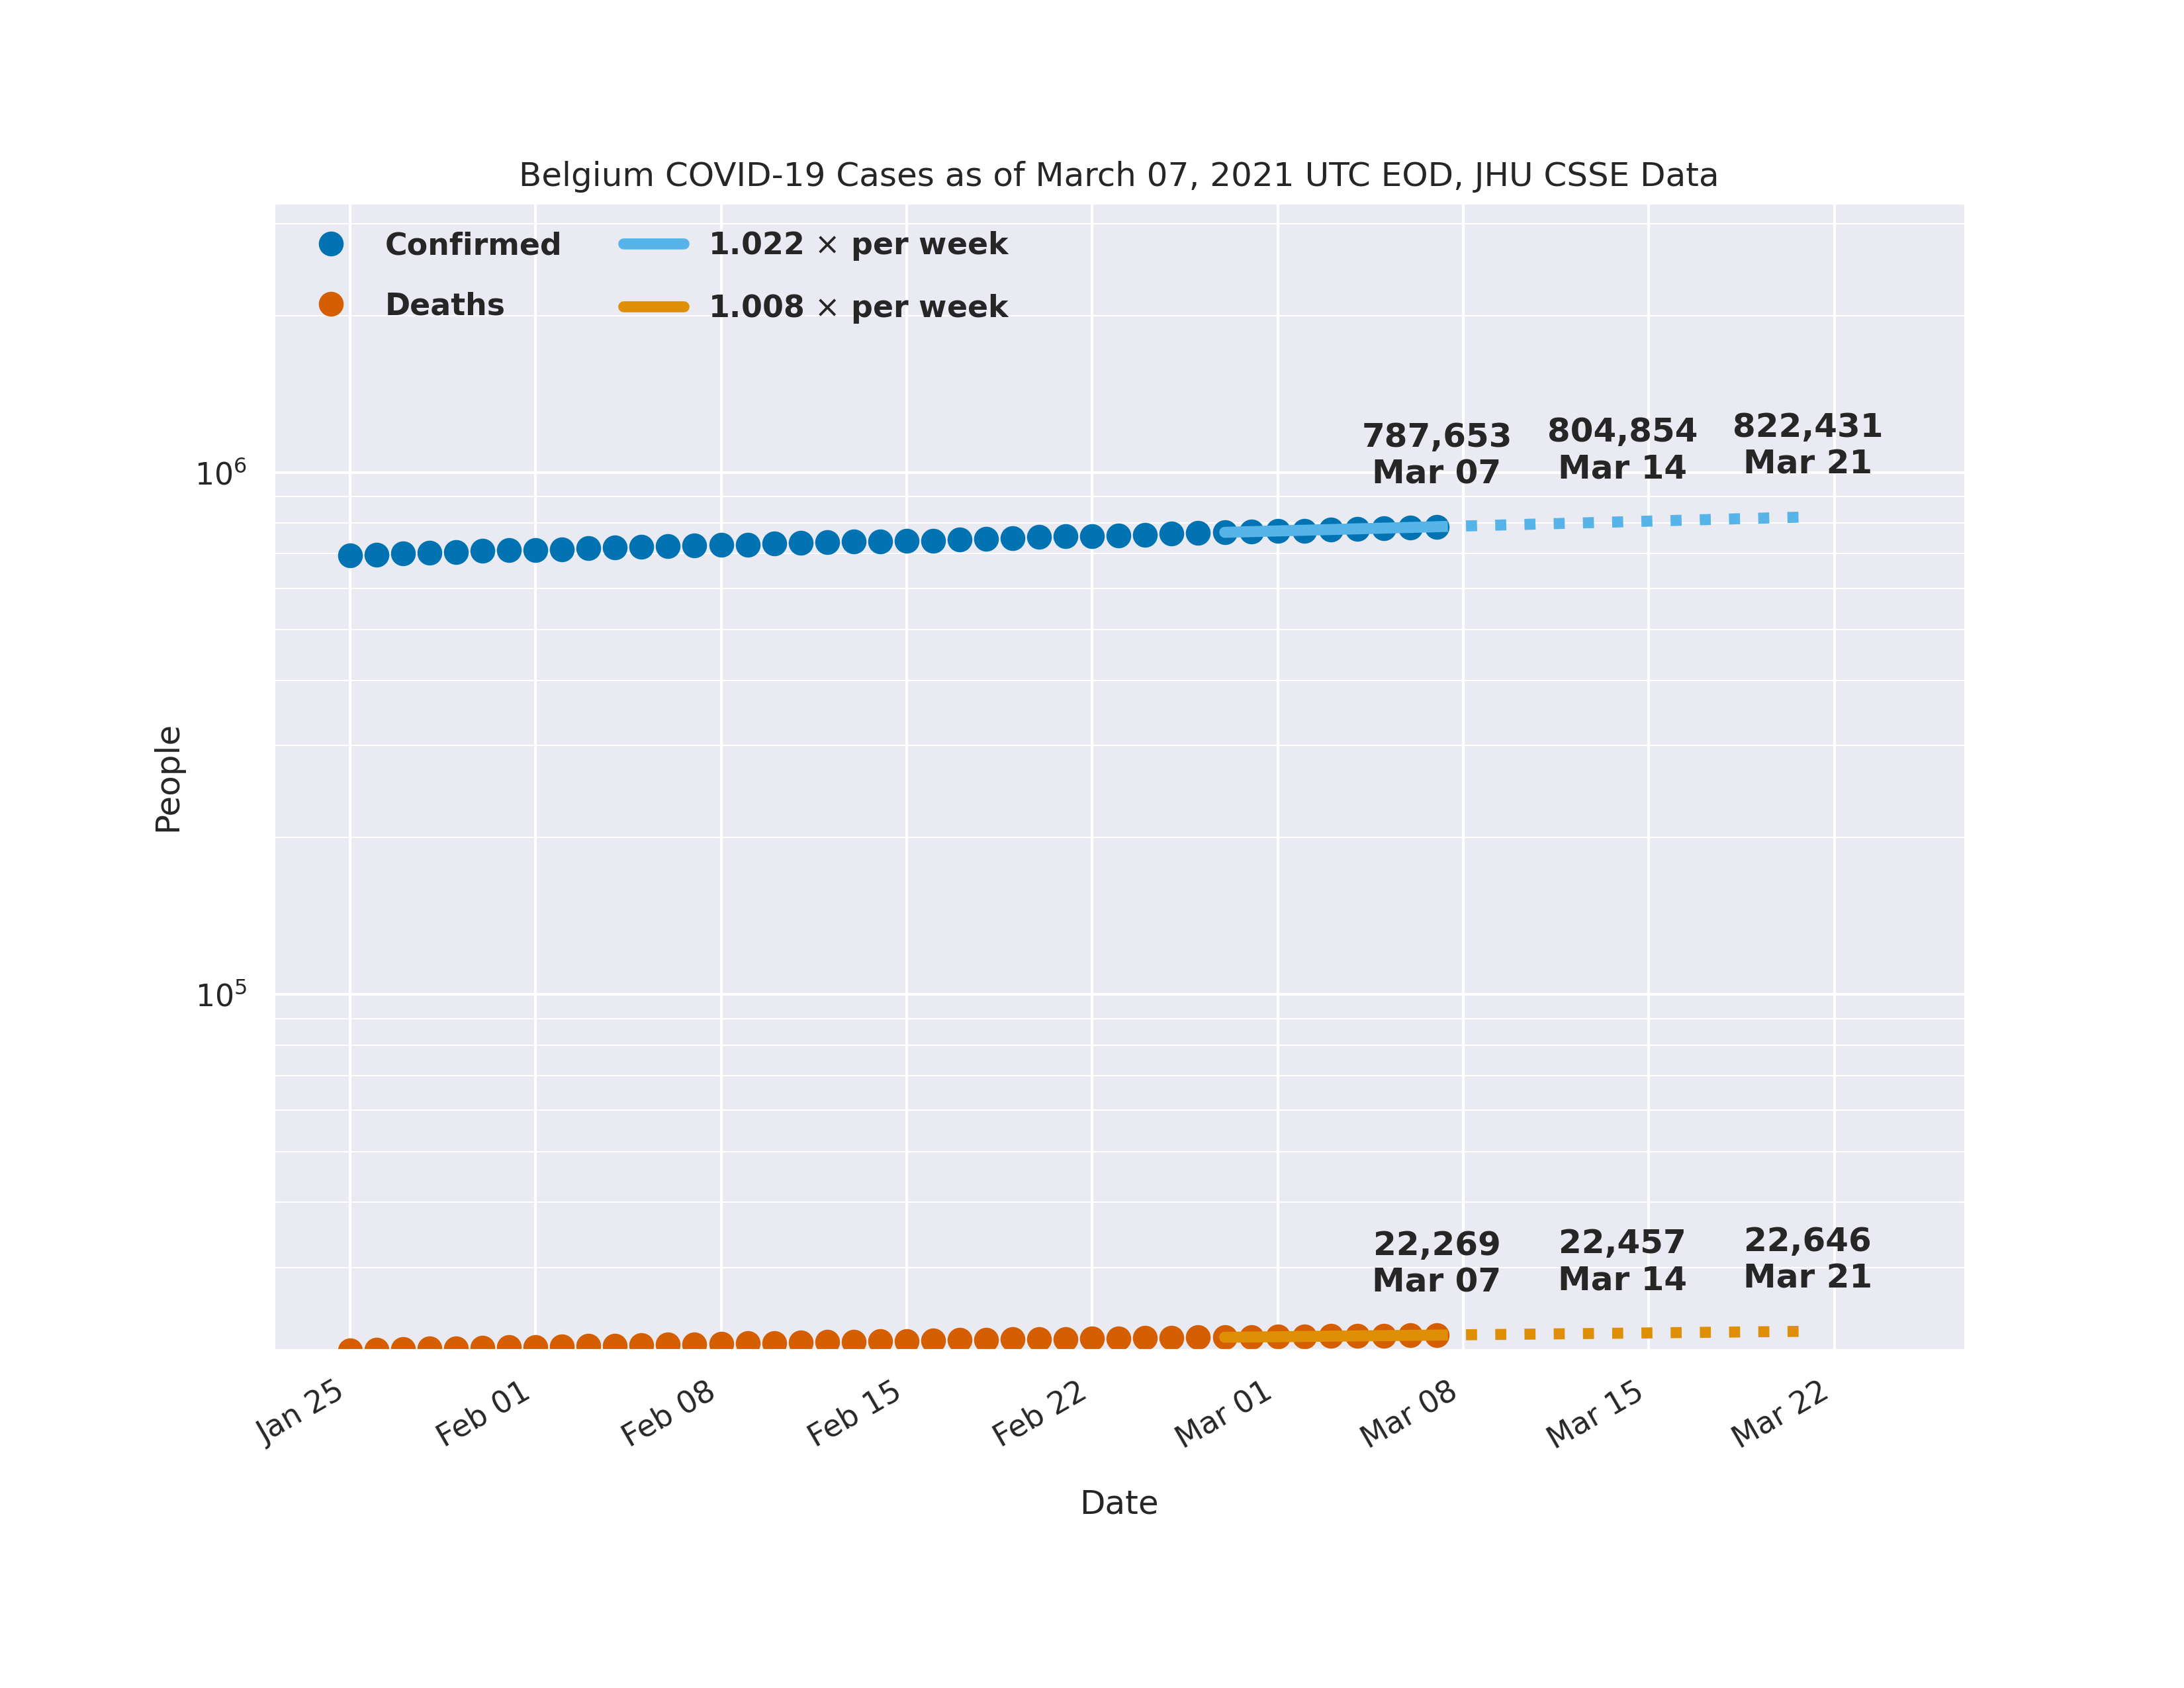 Belgium COVID-19 Cases as of March 07, 2021 UTC EOD, JHU CSSE Data
Confirmed
Deaths
1.022 × per week
1.008 × per week
787,653
Mar 07
804,854
Mar 14
822,431
Mar 21
10⁶
People
10⁵
22,269
Mar 07
22,457
Mar 14
22,646
Mar 21
Jan 25
Feb 01
Feb 08
Feb 15
Feb 22
Mar 01
Mar 08
Mar 15
Mar 22
Date